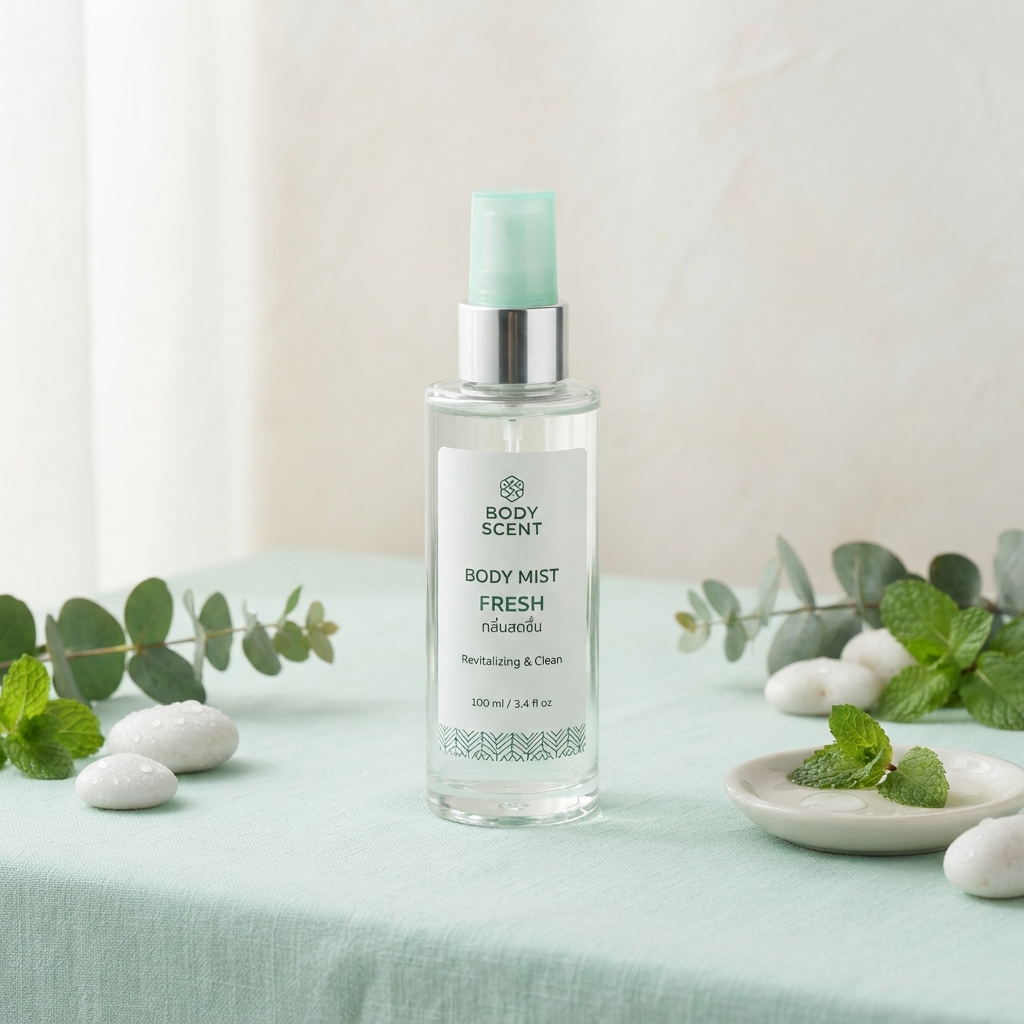 BODY
SCENT
BODY MIST
FRESH
กลิ่นสดชื่น
Revitalizing & Clean
100 ml / 3.4 fl oz